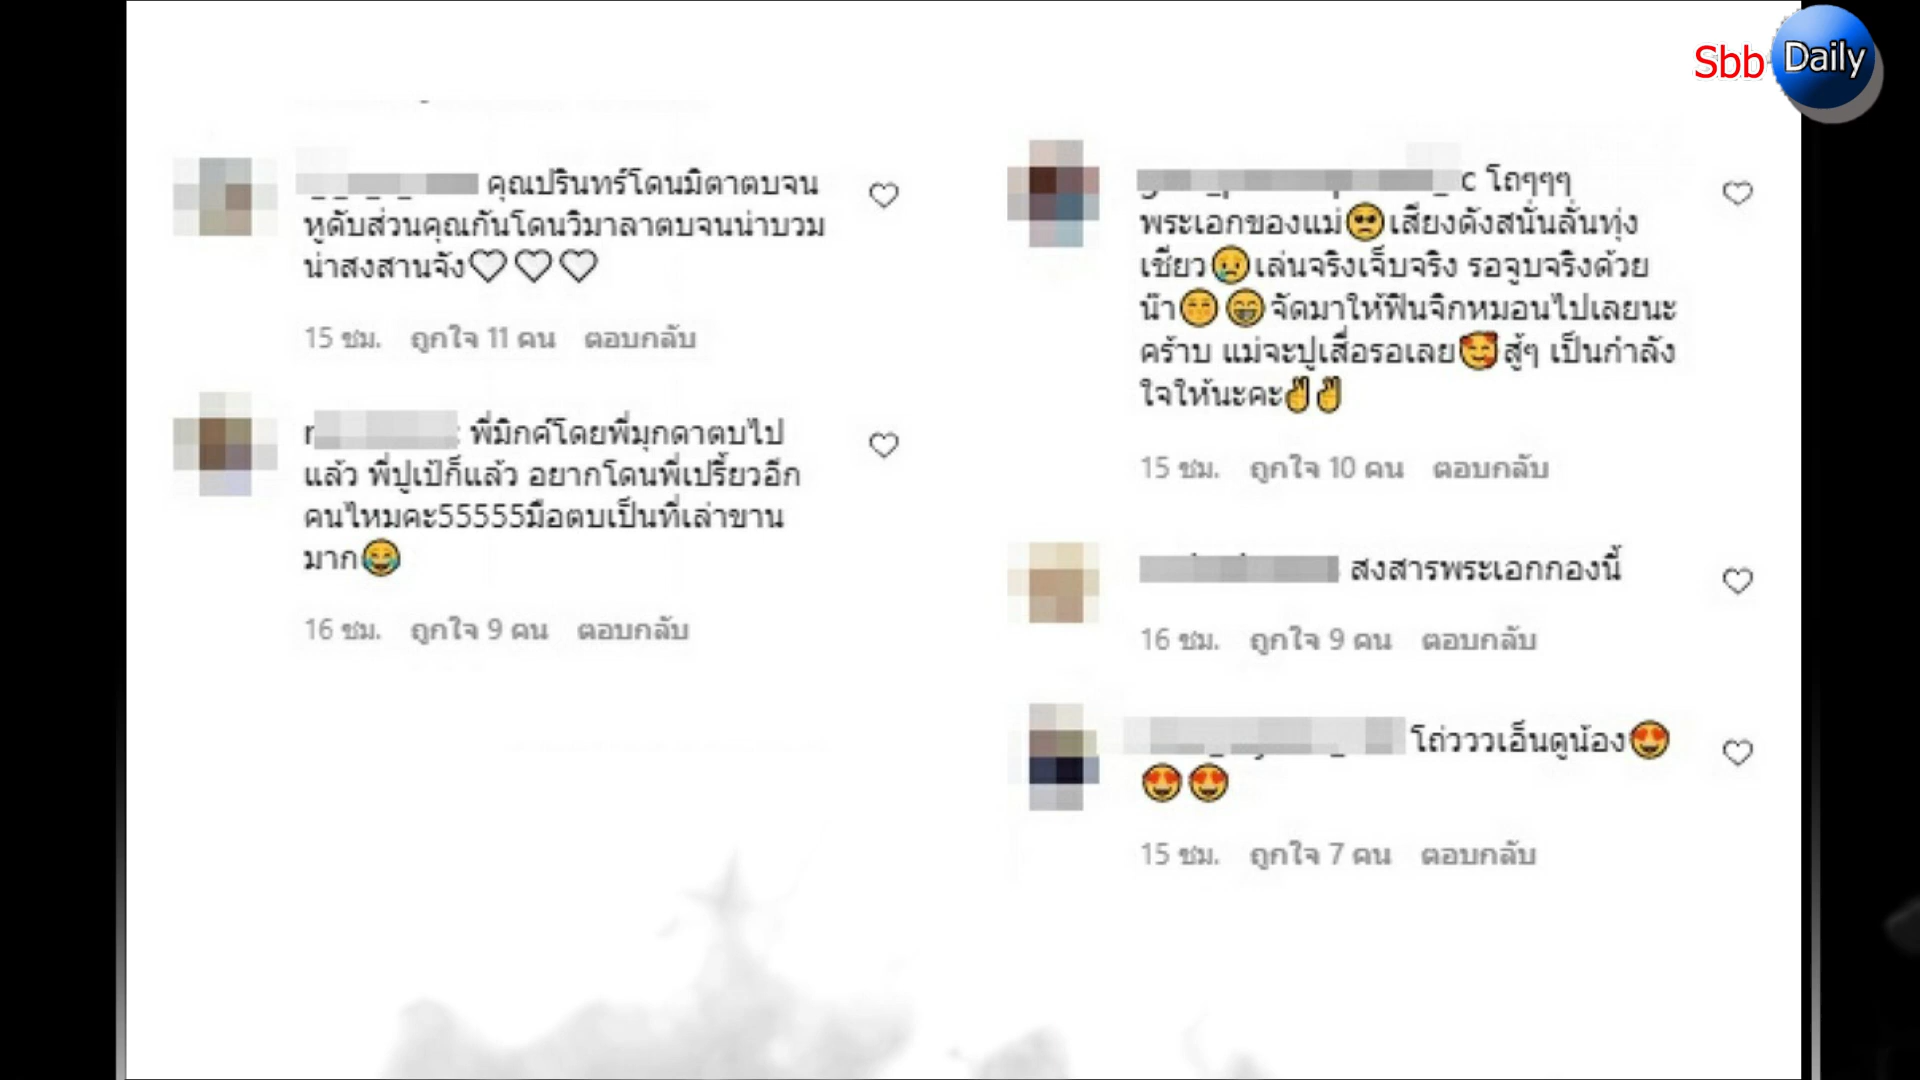 Sbb Daily
คุณปรินทร์โดนมิตาตบจน
หูดับส่วนคุณกันโดนวิมาลาตบจนน่าบวม
น่าสงสานจัง♡♡♡
15 ชม. ถูกใจ 11 คน ตอบกลับ
พี่มิกค์โดยพี่มุกดาตบไป
แล้ว พี่ปูเป้ก็แล้ว อยากโดนพี่เปรี้ยวอีก
คนไหมคะ55555มือตบเป็นที่เล่าขาน
มาก😂
16 ชม. ถูกใจ 9 คน ตอบกลับ
โถๆๆๆ
พระเอกของแม่🥺เสียงดังสนั่นลั่นทุ่ง
เชียว😢เล่นจริงเจ็บจริง รอจูบจริงด้วย
น๊า😚😁จัดมาให้ฟินจิกหมอนไปเลยนะ
คร้าบ แม่จะปูเสื่อรอเลย🥰สู้ๆ เป็นกำลัง
ใจให้นะคะ✌✌
15 ชม. ถูกใจ 10 คน ตอบกลับ
สงสารพระเอกกองนี้
16 ชม. ถูกใจ 9 คน ตอบกลับ
โถ่วววเอ็นดูน้อง😍
😍😍
15 ชม. ถูกใจ 7 คน ตอบกลับ